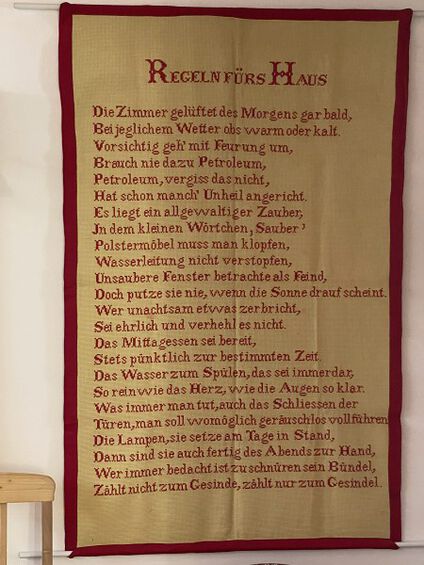 REGELN FÜRS HAUS
Die Zimmer gelüftet des Morgens gar bald,
Bei jeglichem Wetter obs warm oder kalt.
Vorsichtig geh' mit Feurung um,
Brauch nie dazu Petroleum,
Petroleum, vergiss das nicht,
Hat schon manch' Unheil angericht.
Es liegt ein allgewaltiger Zauber,
Jn dem kleinen Wörtchen, Sauber'
Polstermöbel muss man klopfen,
Wasserleitung nicht verstopfen,
Unsaubere Fenster betrachte als Feind,
Doch putze sie nie, wenn die Sonne drauf scheint.
Wer unachtsam etwas zerbricht,
Sei ehrlich und verhehl es nicht.
Das Mittagessen sei bereit,
Stets pünktlich zur bestimmten Zeit.
Das Wasser zum Spülen, das sei immerdar,
So rein wie das Herz, wie die Augen so klar.
Was immer man tut, auch das Schliessen der
Türen, man soll womöglich geräuschlos vollführen
Die Lampen, sie setze am Tage in Stand,
Dann sind sie auch fertig des Abends zur Hand,
Wer immer bedacht ist zu schnüren sein Bündel,
Zählt nicht zum Gesinde, zählt nur zum Gesindel.